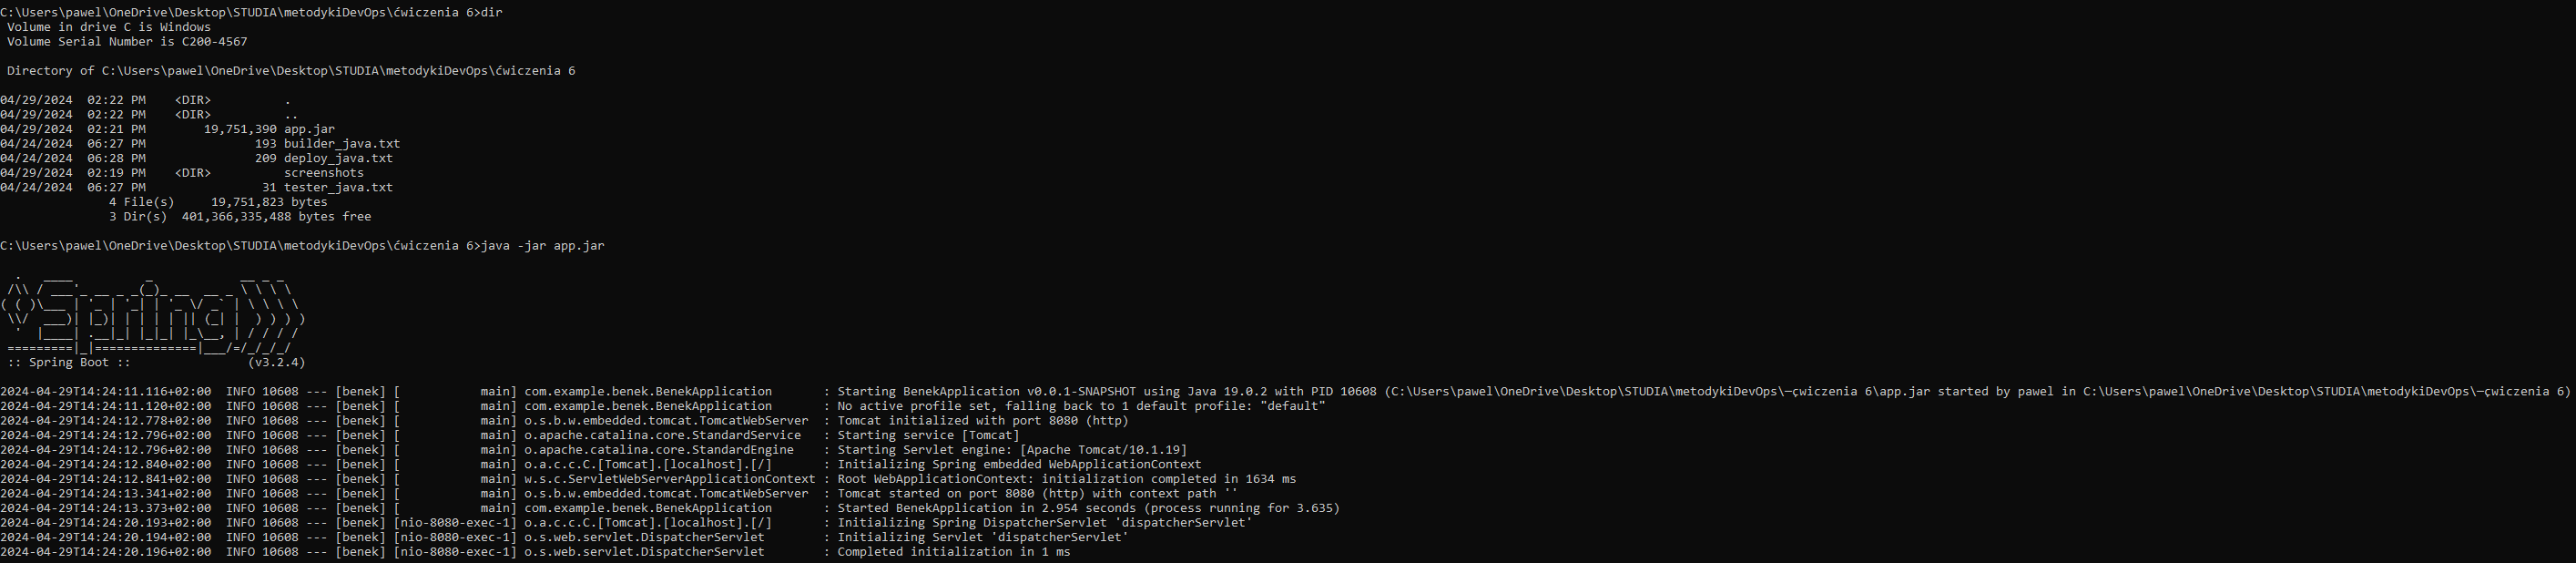 C:\Users\pawel\OneDrive\Desktop\STUDIA\metodykiDevOps\ćwiczenia 6>dir
 Volume in drive C is Windows
 Volume Serial Number is C200-4567

 Directory of C:\Users\pawel\OneDrive\Desktop\STUDIA\metodykiDevOps\ćwiczenia 6

04/29/2024  02:22 PM    <DIR>          .
04/29/2024  02:22 PM    <DIR>          ..
04/29/2024  02:21 PM        19,751,390 app.jar
04/24/2024  06:27 PM               193 builder_java.txt
04/24/2024  06:28 PM               209 deploy_java.txt
04/29/2024  02:19 PM    <DIR>          screenshots
04/24/2024  06:27 PM                31 tester_java.txt
               4 File(s)     19,751,823 bytes
               3 Dir(s)  401,366,335,488 bytes free

C:\Users\pawel\OneDrive\Desktop\STUDIA\metodykiDevOps\ćwiczenia 6>java -jar app.jar

  .   ____          _            __ _ _
 /\\ / ___'_ __ _ _(_)_ __  __ _ \ \ \ \
( ( )\___ | '_ | '_| | '_ \/ _` | \ \ \ \
 \\/  ___)| |_)| | | | | || (_| |  ) ) ) )
  '  |____| .__|_| |_|_| |_\__, | / / / /
 =========|_|==============|___/=/_/_/_/
 :: Spring Boot ::                (v3.2.4)

2024-04-29T14:24:11.116+02:00  INFO 10608 --- [benek] [           main] com.example.benek.BenekApplication       : Starting BenekApplication v0.0.1-SNAPSHOT using Java 19.0.2 with PID 10608 (C:\Users\pawel\OneDrive\Desktop\STUDIA\metodykiDevOps\─çwiczenia 6\app.jar started by pawel in C:\Users\pawel\OneDrive\Desktop\STUDIA\metodykiDevOps\─çwiczenia 6)
2024-04-29T14:24:11.120+02:00  INFO 10608 --- [benek] [           main] com.example.benek.BenekApplication       : No active profile set, falling back to 1 default profile: "default"
2024-04-29T14:24:12.778+02:00  INFO 10608 --- [benek] [           main] o.s.b.w.embedded.tomcat.TomcatWebServer  : Tomcat initialized with port 8080 (http)
2024-04-29T14:24:12.796+02:00  INFO 10608 --- [benek] [           main] o.apache.catalina.core.StandardService   : Starting service [Tomcat]
2024-04-29T14:24:12.796+02:00  INFO 10608 --- [benek] [           main] o.apache.catalina.core.StandardEngine    : Starting Servlet engine: [Apache Tomcat/10.1.19]
2024-04-29T14:24:12.840+02:00  INFO 10608 --- [benek] [           main] o.a.c.c.C.[Tomcat].[localhost].[/]       : Initializing Spring embedded WebApplicationContext
2024-04-29T14:24:12.841+02:00  INFO 10608 --- [benek] [           main] w.s.c.ServletWebServerApplicationContext : Root WebApplicationContext: initialization completed in 1634 ms
2024-04-29T14:24:13.341+02:00  INFO 10608 --- [benek] [           main] o.s.b.w.embedded.tomcat.TomcatWebServer  : Tomcat started on port 8080 (http) with context path ''
2024-04-29T14:24:13.373+02:00  INFO 10608 --- [benek] [           main] com.example.benek.BenekApplication       : Started BenekApplication in 2.954 seconds (process running for 3.635)
2024-04-29T14:24:20.193+02:00  INFO 10608 --- [benek] [nio-8080-exec-1] o.a.c.c.C.[Tomcat].[localhost].[/]       : Initializing Spring DispatcherServlet 'dispatcherServlet'
2024-04-29T14:24:20.194+02:00  INFO 10608 --- [benek] [nio-8080-exec-1] o.s.web.servlet.DispatcherServlet        : Initializing Servlet 'dispatcherServlet'
2024-04-29T14:24:20.196+02:00  INFO 10608 --- [benek] [nio-8080-exec-1] o.s.web.servlet.DispatcherServlet        : Completed initialization in 1 ms